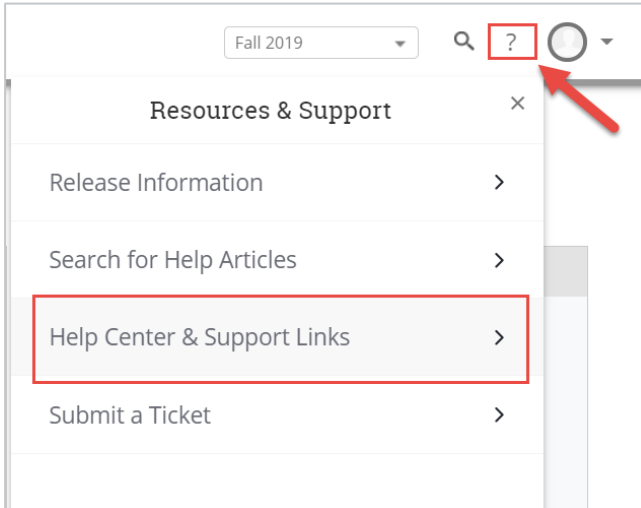 Fall 2019 ?
Resources & Support
Release Information
Search for Help Articles
Help Center & Support Links
Submit a Ticket